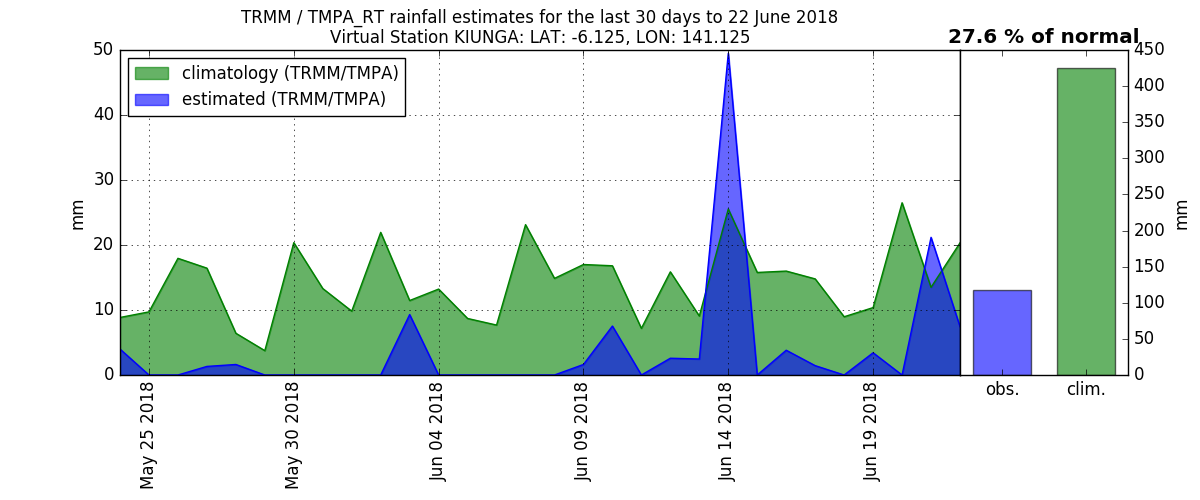 TRMM / TMPA_RT rainfall estimates for the last 30 days to 22 June 2018
Virtual Station KIUNGA: LAT: -6.125, LON: 141.125
27.6 % of normal
climatology (TRMM/TMPA)
estimated (TRMM/TMPA)
50
40
30
20
10
0
mm
May 25 2018
May 30 2018
Jun 04 2018
Jun 09 2018
Jun 14 2018
Jun 19 2018
450
400
350
300
250
200
150
100
50
0
mm
obs.
clim.